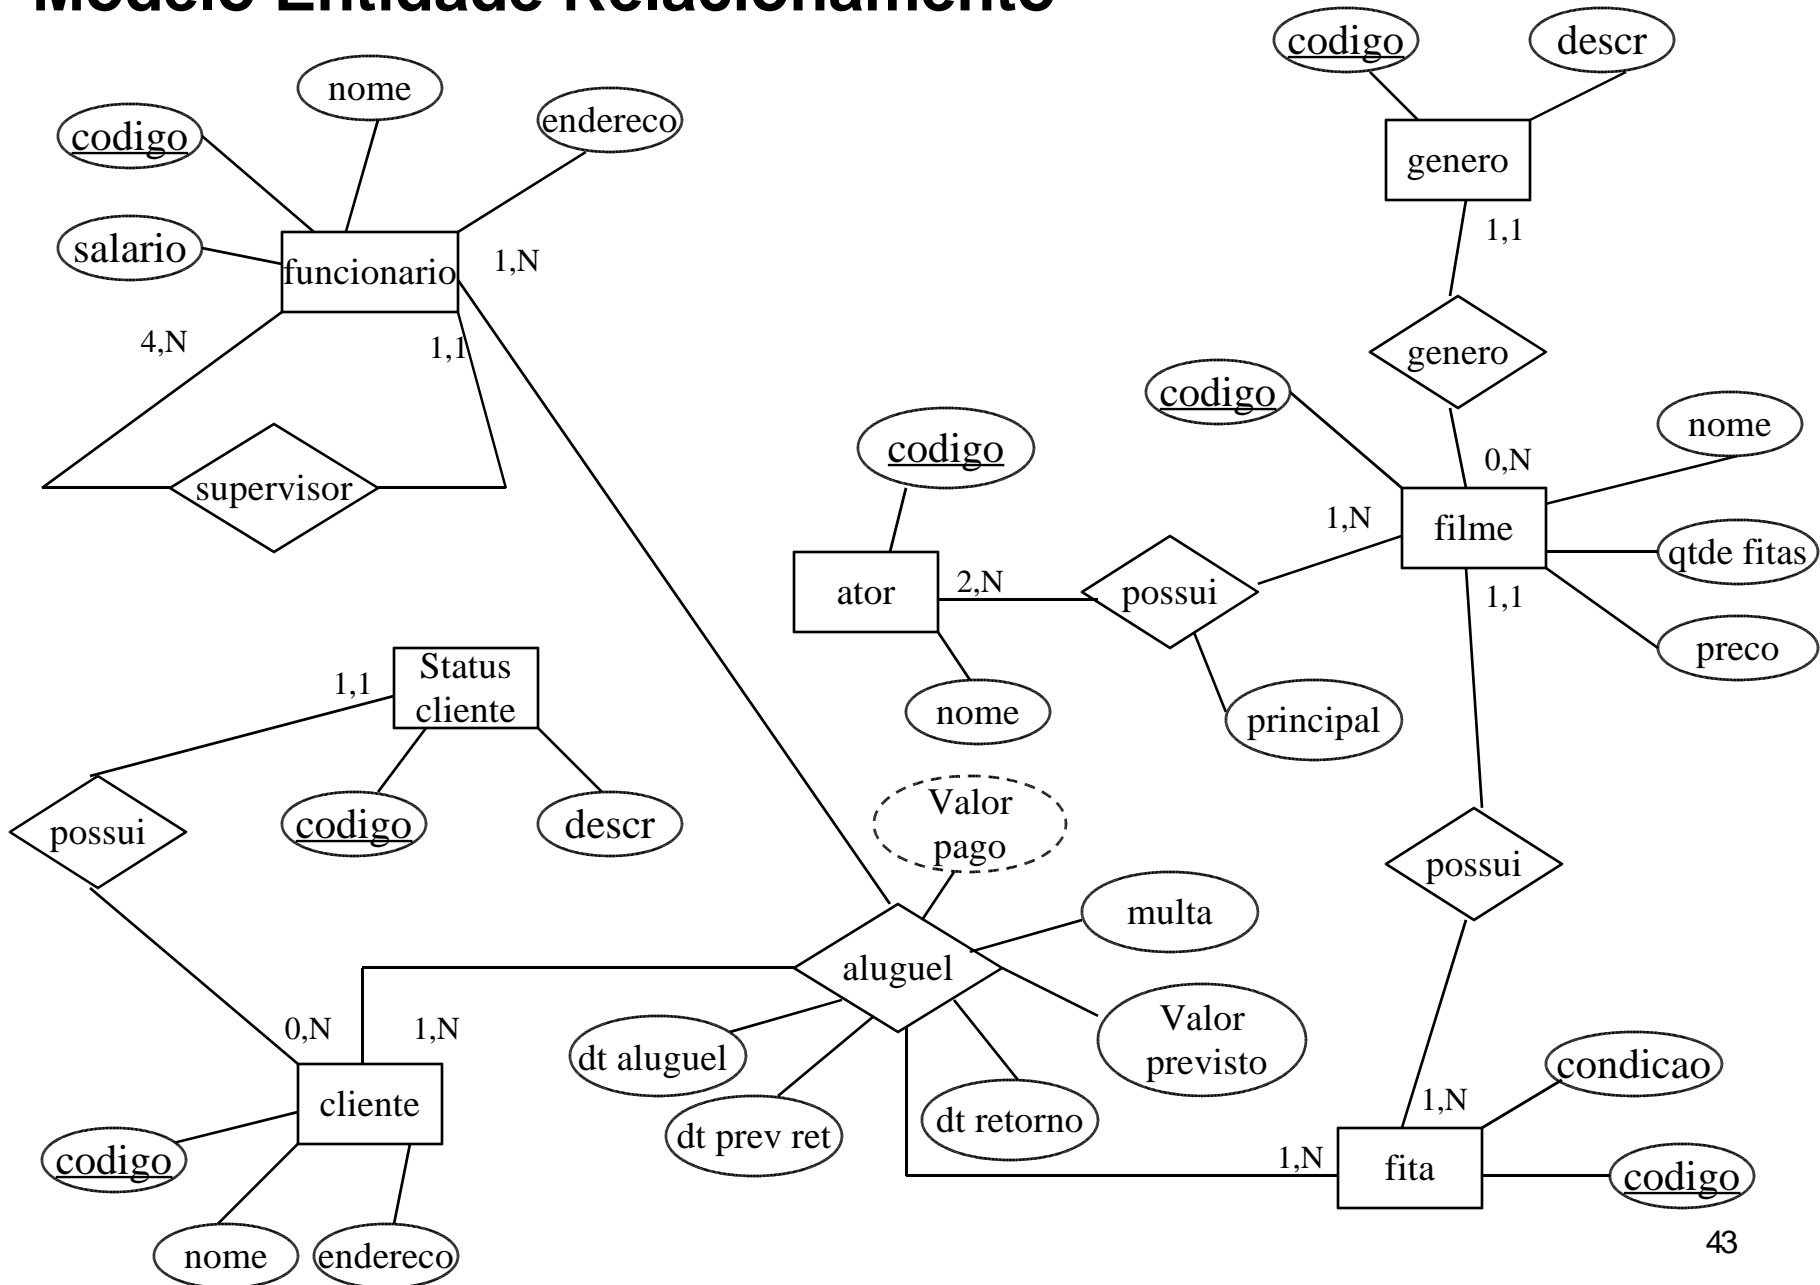 Modelo Entidade Relacionamento
codigo
descr
nome
endereco
codigo
genero
salario
funcionario
1,N
1,1
4,N
1,1
genero
codigo
nome
codigo
0,N
supervisor
1,N
filme
qtde fitas
ator
2,N
possui
1,1
preco
Status
cliente
1,1
nome
principal
possui
codigo
descr
Valor
pago
possui
multa
aluguel
0,N
1,N
dt aluguel
Valor
previsto
condicao
cliente
1,N
dt prev ret
dt retorno
codigo
1,N
fita
codigo
nome
endereco
43